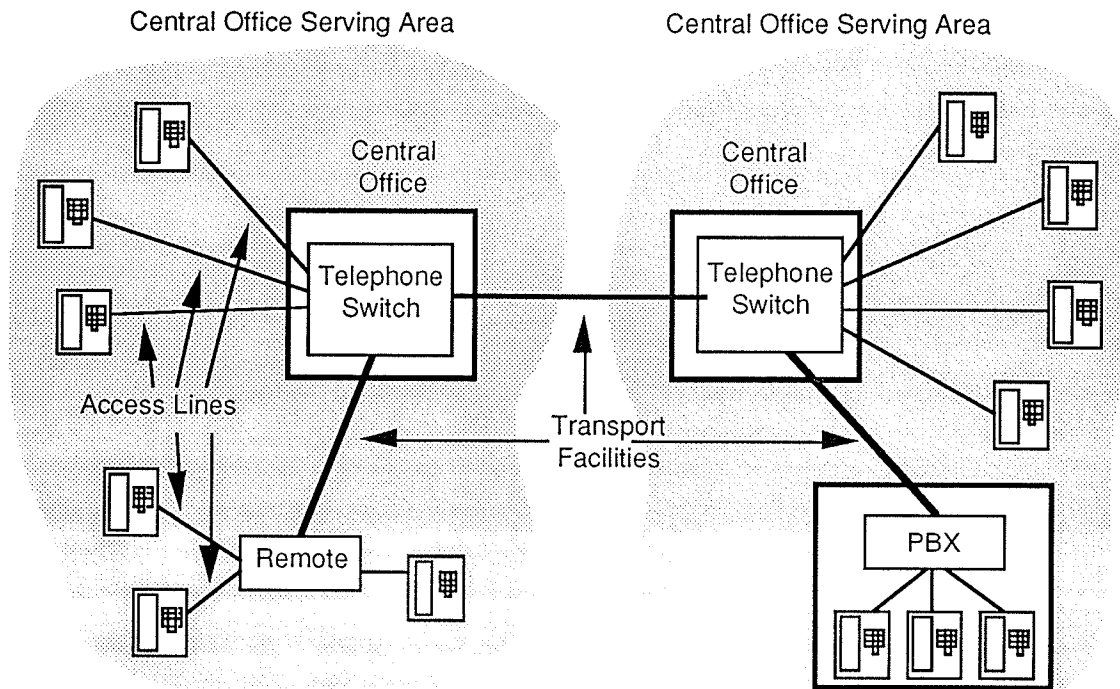 Central Office Serving Area
Central Office Serving Area
Central
Office
Central
Office
Telephone
Switch
Telephone
Switch
Access Lines
Transport
Facilities
Remote
PBX